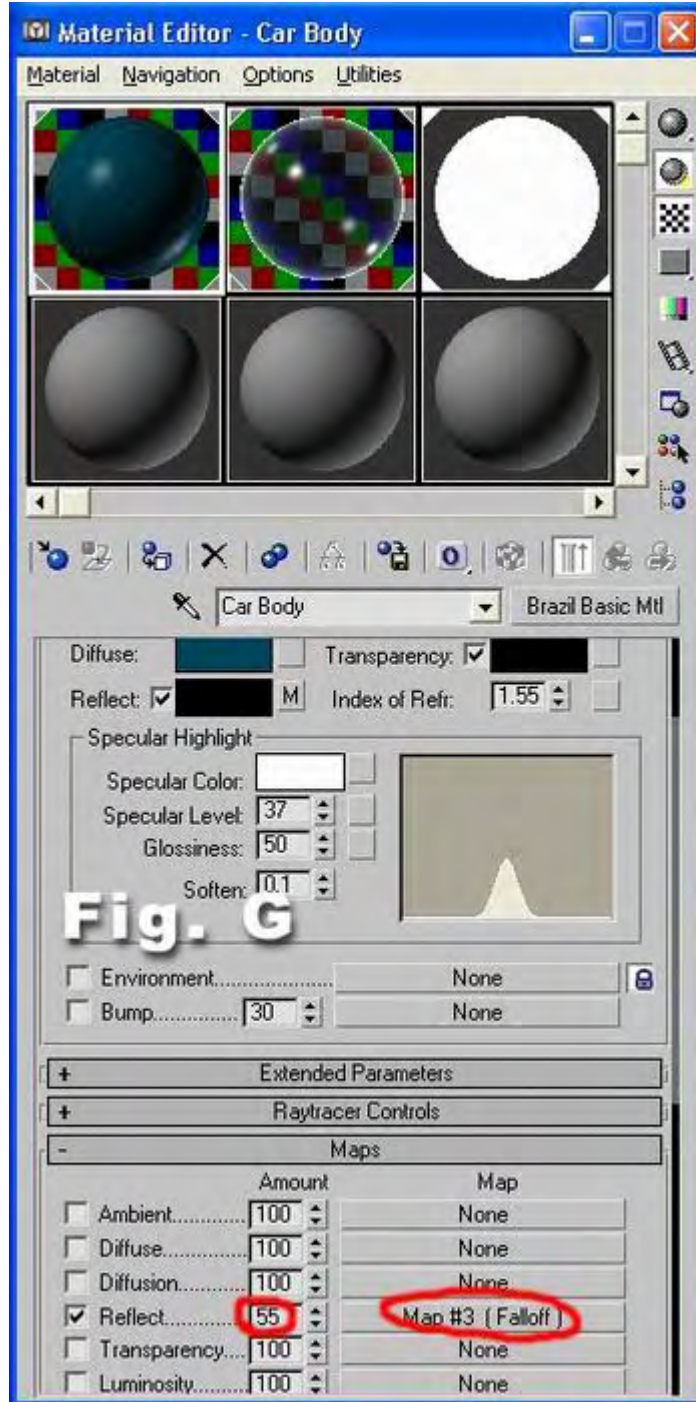 Material Editor - Car Body
Material Navigation Options Utilities
Car Body Brazil Basic Mtl
Diffuse: Transparency:
Reflect: M Index of Refr: 1.55
Specular Highlight
Specular Color:
Specular Level: 37
Glossiness: 50
Soften: 0.1
Fig. G
Environment..................... None
Bump............... 30 None
+ Extended Parameters
+ Raytracer Controls
- Maps
Amount Map
Ambient............. 100 None
Diffuse............... 100 None
Diffusion............ 100 None
Reflect.............. 55 Map #3 ( Falloff )
Transparency.... 100 None
Luminosity......... 100 None